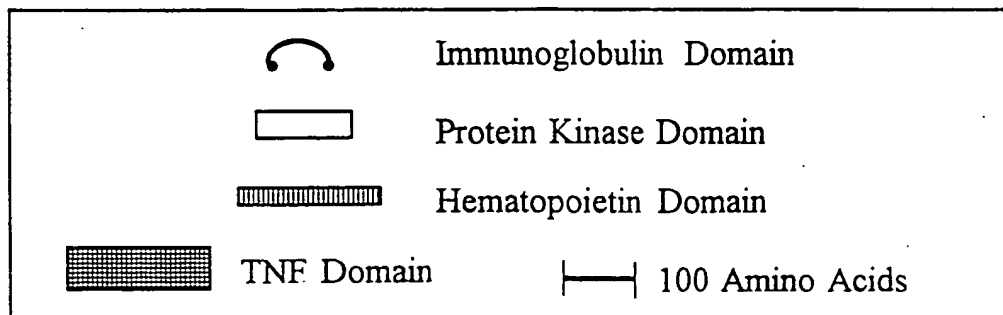 Immunoglobulin Domain
Protein Kinase Domain
Hematopoietin Domain
TNF Domain
100 Amino Acids